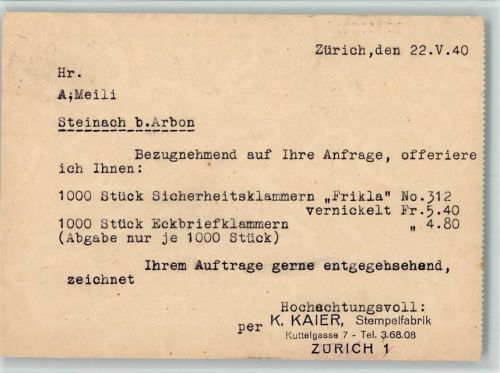 Zürich,den 22.V.40
Hr.
A;Meili
Steinach b.Arbon
Bezugnehmend auf Ihre Anfrage, offeriere
ich Ihnen:
1000 Stück Sicherheitsklammern „Frikla" No.312
vernickelt Fr.5.40
1000 Stück Eckbriefklammern „ 4.80
(Abgabe nur je 1000 Stück)
Ihrem Auftrage gerne entgegehsehend,
zeichnet
Hochachtungsvoll:
per K. KAIER, Stempelfabrik
Kuttelgasse 7 - Tel. 3.68.08
ZÜRICH 1